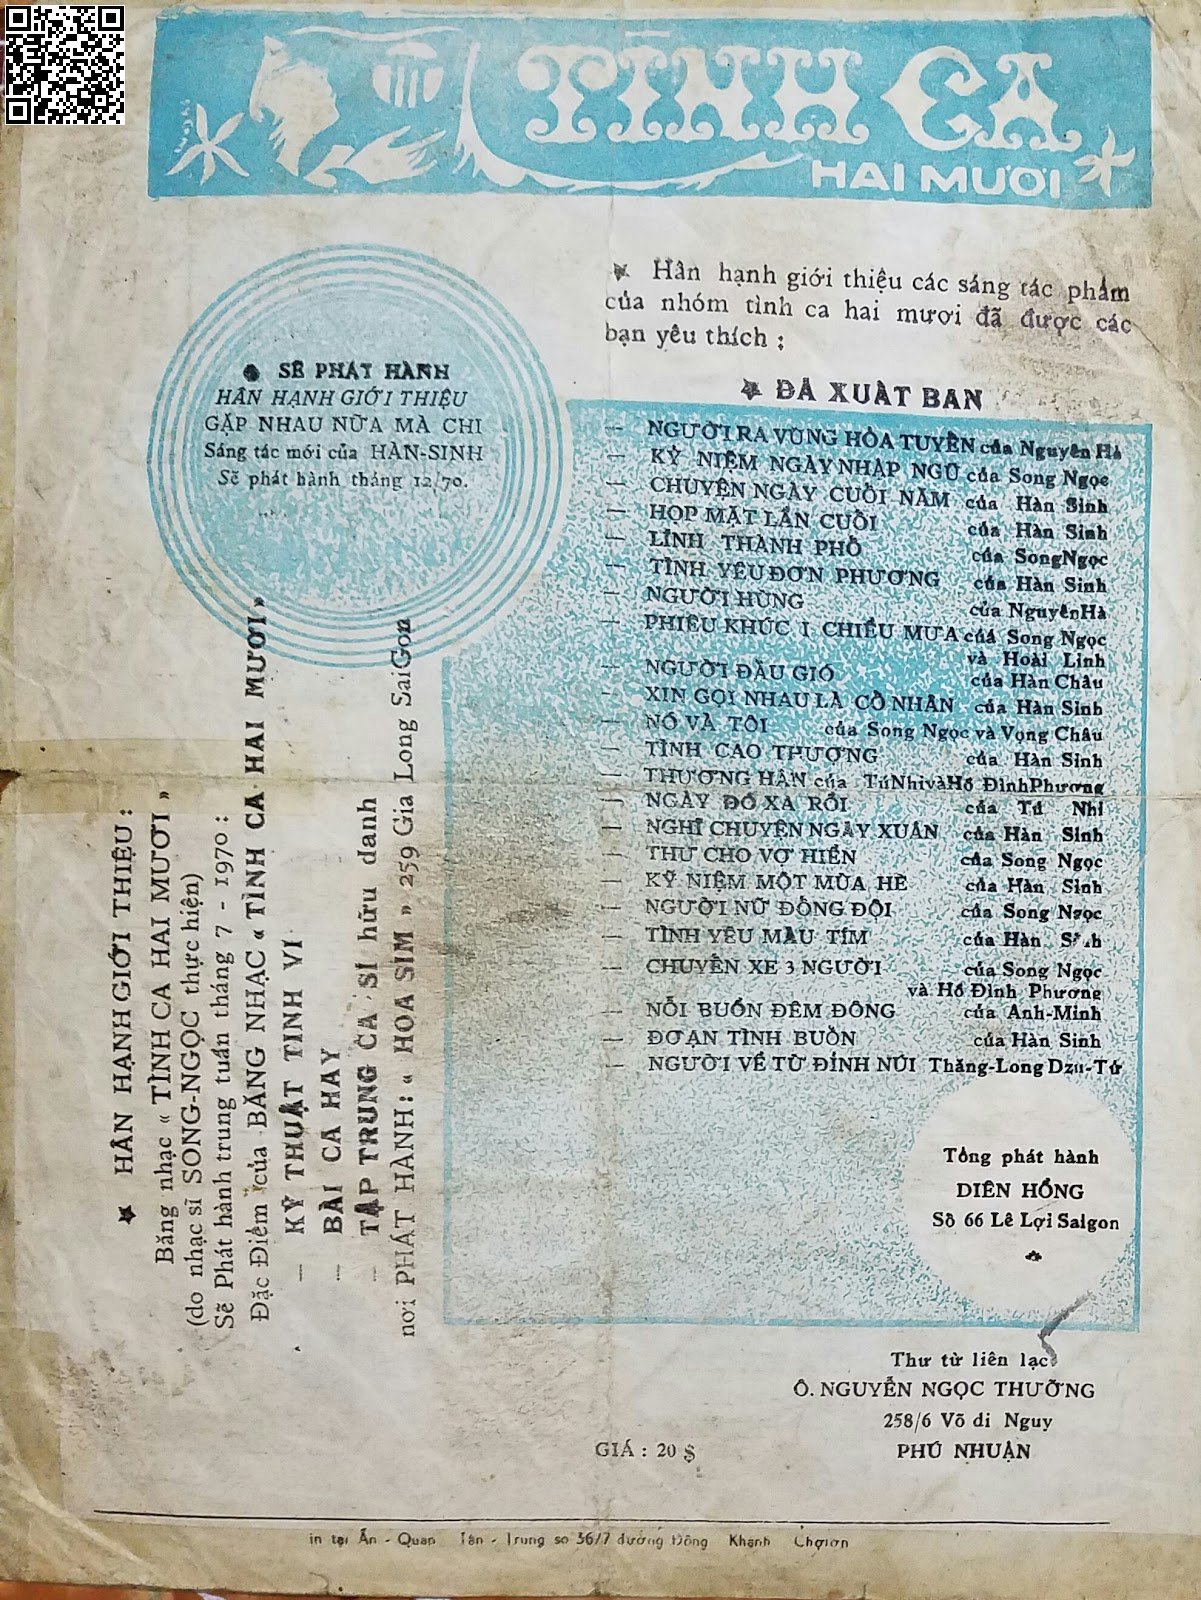 TÌNH CA
HAI MƯƠI
Hân hạnh giới thiệu các sáng tác phẩm
của nhóm tình ca hai mươi đã được các
bạn yêu thích :
SẼ PHÁT HÀNH
HÂN HẠNH GIỚI THIỆU
GẶP NHAU NỮA MÀ CHI
Sáng tác mới của HÀN-SINH
Sẽ phát hành tháng 12/70.
ĐÃ XUẤT BAN
— NGƯỜI RA VÙNG HỎA TUYẾN của Nguyên Hà
— KỶ NIỆM NGÀY NHẬP NGŨ của Song Ngọc
— CHUYỆN NGÀY CUỐI NĂM của Hàn Sinh
— HỌP MẶT LẦN CUỐI của Hàn Sinh
— LÍNH THÀNH PHỐ của SongNgọc
— TÌNH YÊU ĐƠN PHƯƠNG của Hàn Sinh
— NGƯỜI HÙNG của NguyênHà
— PHIÊU KHÚC I CHIỀU MƯA của Song Ngọc
và Hoài Linh
— NGƯỜI ĐẦU GIÓ của Hàn Châu
— XIN GỌI NHAU LÀ CỐ NHÂN của Hàn Sinh
— NÓ VÀ TÔI của Song Ngọc và Vọng Châu
— TÌNH CAO THƯỢNG của Hàn Sinh
— THƯƠNG HẬN của TúNhivàHồ ĐìnhPhương
— NGÀY ĐÓ XA RỒI của Tú Nhi
— NGHĨ CHUYỆN NGÀY XUÂN của Hàn Sinh
— THƯ CHO VỢ HIỀN của Song Ngọc
— KỶ NIỆM MỘT MÙA HÈ của Hàn Sinh
— NGƯỜI NỮ ĐỒNG ĐỘI của Song Ngọc
— TÌNH YÊU MÀU TÍM của Hàn Sinh
— CHUYẾN XE 3 NGƯỜI của Song Ngọc
và Hồ Đình Phương
— NỖI BUỒN ĐÊM ĐÔNG của Anh-Minh
— ĐOẠN TÌNH BUỒN của Hàn Sinh
— NGƯỜI VỀ TỪ ĐỈNH NÚI Thăng-Long Dzu-Tứ
HÂN HẠNH GIỚI THIỆU :
Băng nhạc « TÌNH CA HAI MƯƠI »
(do nhạc sĩ SONG-NGỌC thực hiện)
Sẽ Phát hành trung tuần tháng 7 - 1970 :
Đặc Điểm của BĂNG NHẠC « TÌNH CA HAI MƯƠI »
— KỸ THUẬT TINH VI
— BÀI CA HAY
— TẬP TRUNG CA SĨ hữu danh
nơi PHÁT HÀNH: « HOA SIM » 259 Gia Long SaiGon
Tổng phát hành
DIÊN HỒNG
Số 66 Lê Lợi Saigon
Thư từ liên lạc:
Ô. NGUYỄN NGỌC THƯỠNG
258/6 Võ di Nguy
PHÚ NHUẬN
GIÁ : 20 $
in tại Ấn - Quan Tân - Trung so 36/7 đường Đồng Khanh Chợlơn